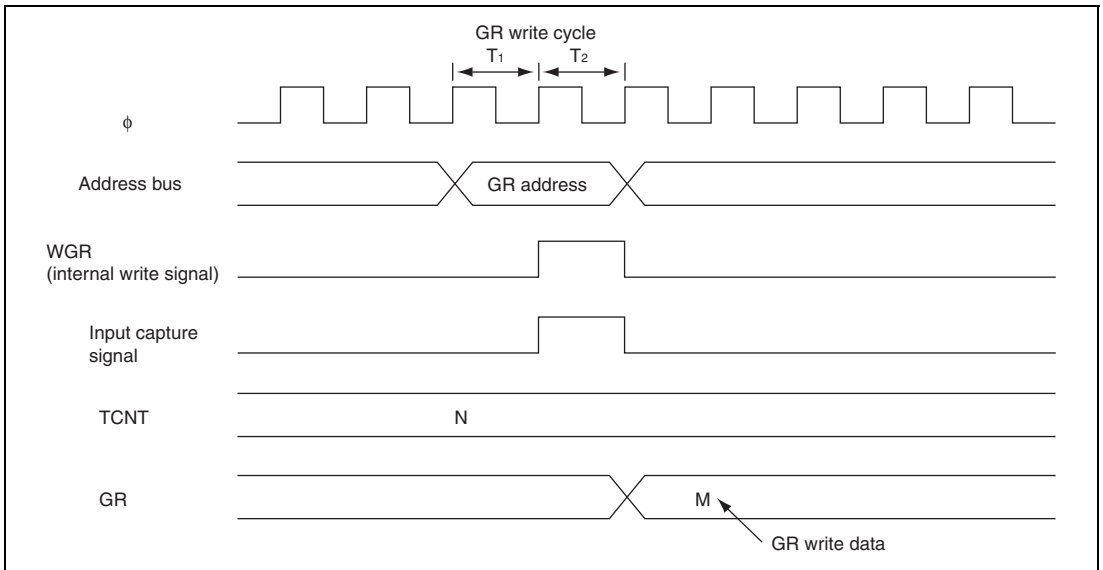 GR write cycle
T1 T2
ϕ
Address bus
GR address
WGR
(internal write signal)
Input capture
signal
TCNT
N
GR
M
GR write data